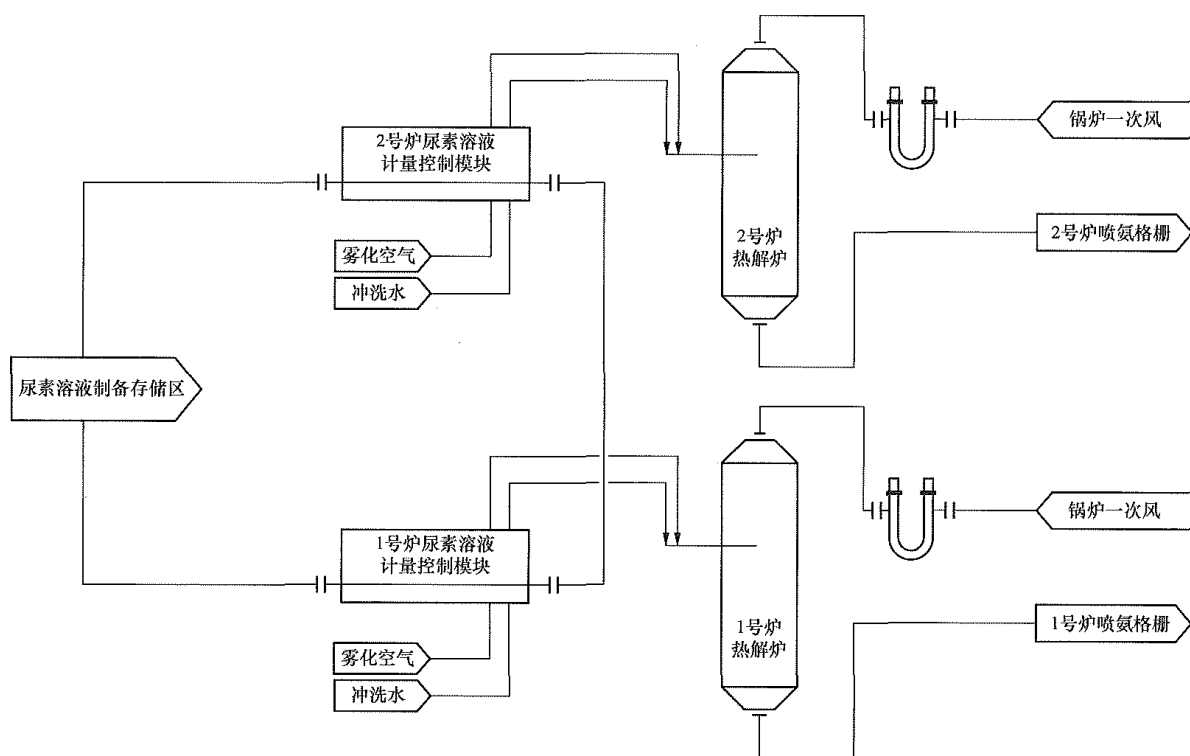 锅炉一次风
2号炉尿素溶液
计量控制模块
2号炉喷氨格栅
2号炉
热解炉
雾化空气
冲洗水
尿素溶液制备存储区
锅炉一次风
1号炉尿素溶液
计量控制模块
1号炉喷氨格栅
1号炉
热解炉
雾化空气
冲洗水